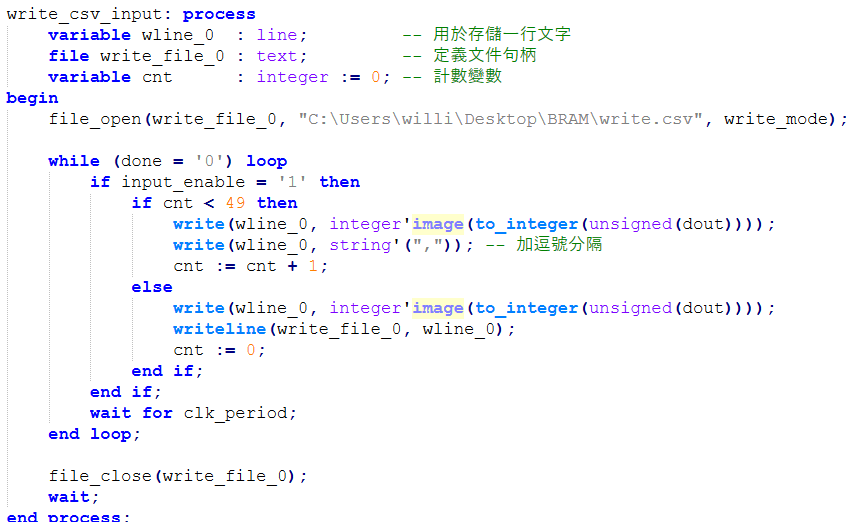 write_csv_input: process
    variable wline_0  : line;         -- 用於存儲一行文字
    file write_file_0 : text;         -- 定義文件句柄
    variable cnt      : integer := 0; -- 計數變數
begin
    file_open(write_file_0, "C:\Users\willi\Desktop\BRAM\write.csv", write_mode);
    while (done = '0') loop
        if input_enable = '1' then
            if cnt < 49 then
                write(wline_0, integer'image(to_integer(unsigned(dout))));
                write(wline_0, string'(",")); -- 加逗號分隔
                cnt := cnt + 1;
            else
                write(wline_0, integer'image(to_integer(unsigned(dout))));
                writeline(write_file_0, wline_0);
                cnt := 0;
            end if;
        end if;
        wait for clk_period;
    end loop;
    file_close(write_file_0);
    wait;
end process;